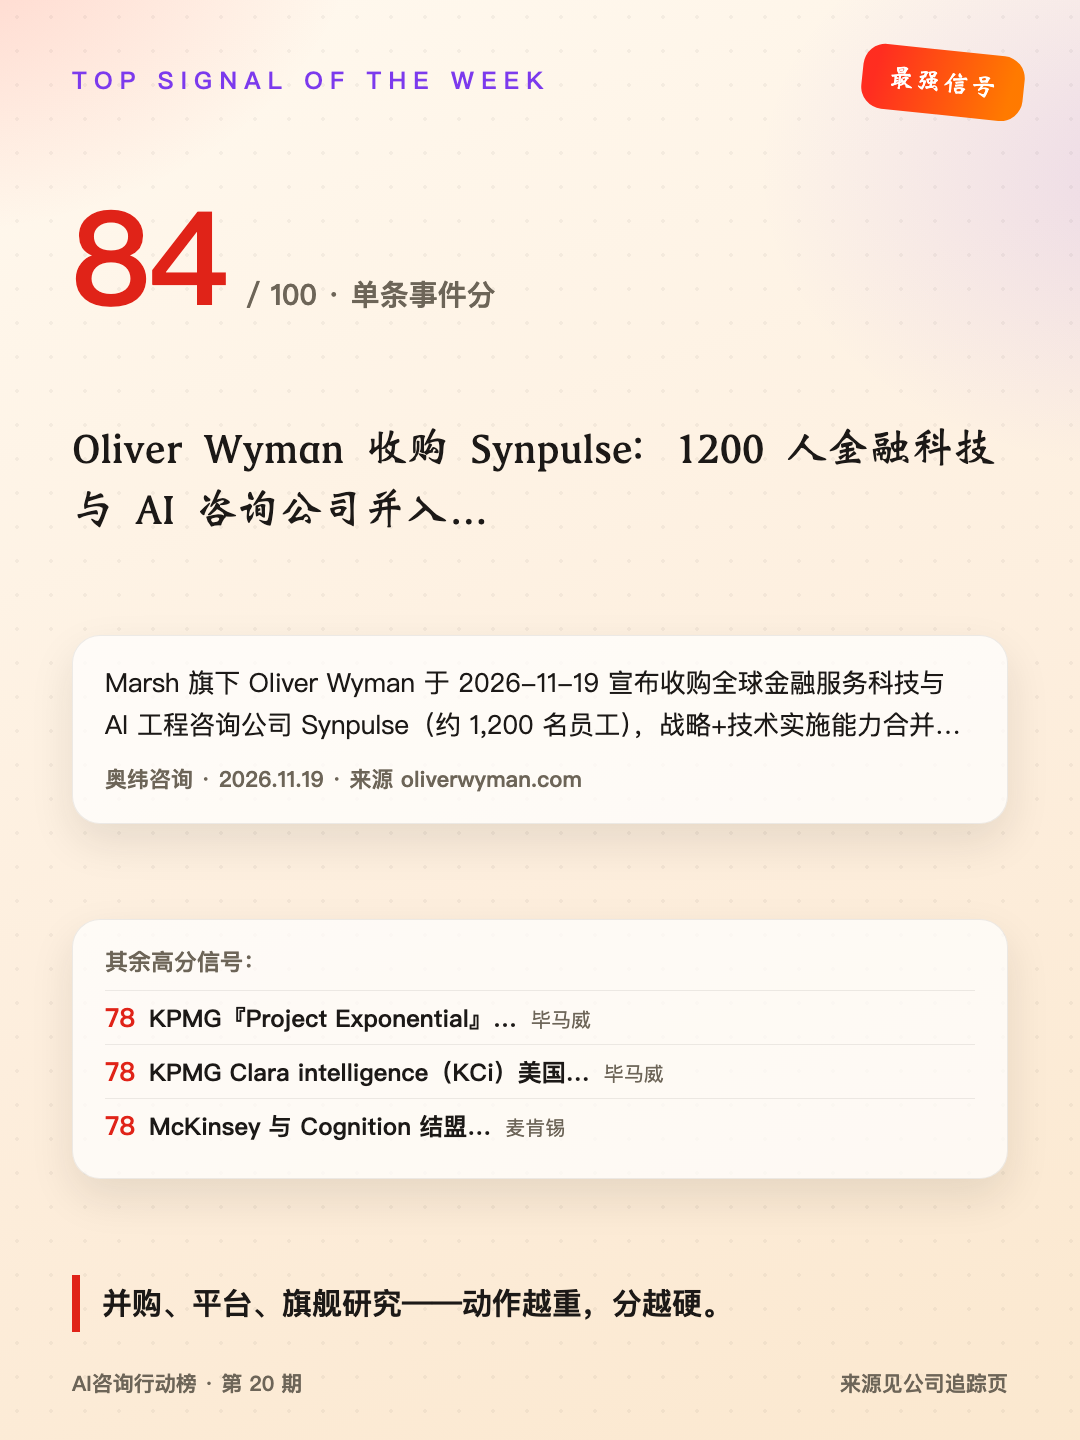 TOP SIGNAL OF THE WEEK
最强信号
84 / 100 · 单条事件分
Oliver Wyman 收购 Synpulse：1200 人金融科技
与 AI 咨询公司并入…
Marsh 旗下 Oliver Wyman 于 2026-11-19 宣布收购全球金融服务科技与
AI 工程咨询公司 Synpulse（约 1,200 名员工），战略+技术实施能力合并…
奥纬咨询 · 2026.11.19 · 来源 oliverwyman.com
其余高分信号：
78 KPMG『Project Exponential』… 毕马威
78 KPMG Clara intelligence（KCi）美国… 毕马威
78 McKinsey 与 Cognition 结盟… 麦肯锡
并购、平台、旗舰研究——动作越重，分越硬。
AI咨询行动榜 · 第 20 期
来源见公司追踪页